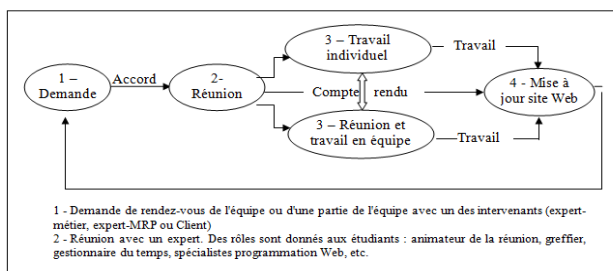 3 – Travail
individuel
Travail
1 –
Demande
Accord
2-
Réunion
Compte rendu
4 - Mise à
jour site Web
3 – Réunion et
travail en équipe
Travail
1 - Demande de rendez-vous de l'équipe ou d'une partie de l'équipe avec un des intervenants (expert-
métier, expert-MRP ou Client)
2 - Réunion avec un expert. Des rôles sont donnés aux étudiants : animateur de la réunion, greffier,
gestionnaire du temps, spécialistes programmation Web, etc.